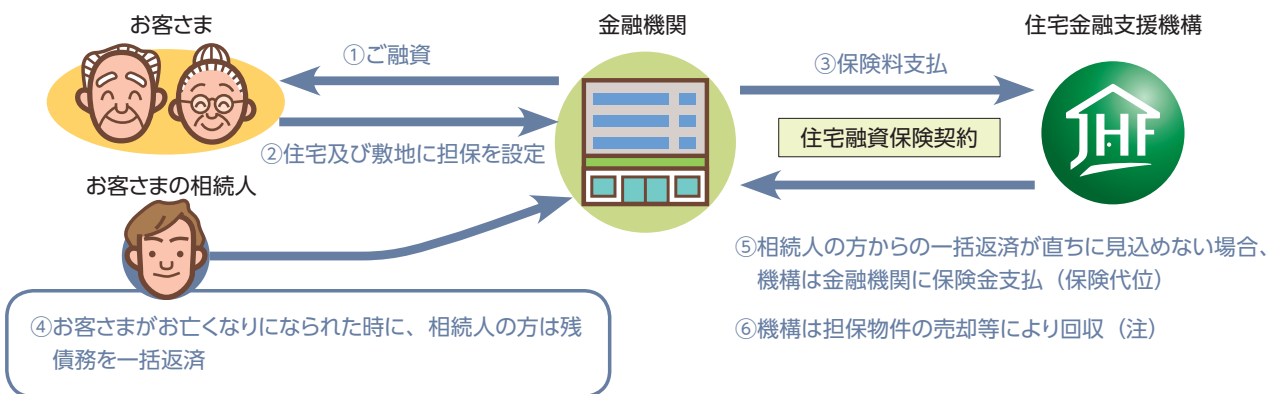 お客さま
金融機関
住宅金融支援機構
①ご融資
③保険料支払
JHF
住宅融資保険契約
②住宅及び敷地に担保を設定
お客さまの相続人
⑤相続人の方からの一括返済が直ちに見込めない場合、
機構は金融機関に保険金支払（保険代位）
⑥機構は担保物件の売却等により回収（注）
④お客さまがお亡くなりになられた時に、相続人の方は残
債務を一括返済